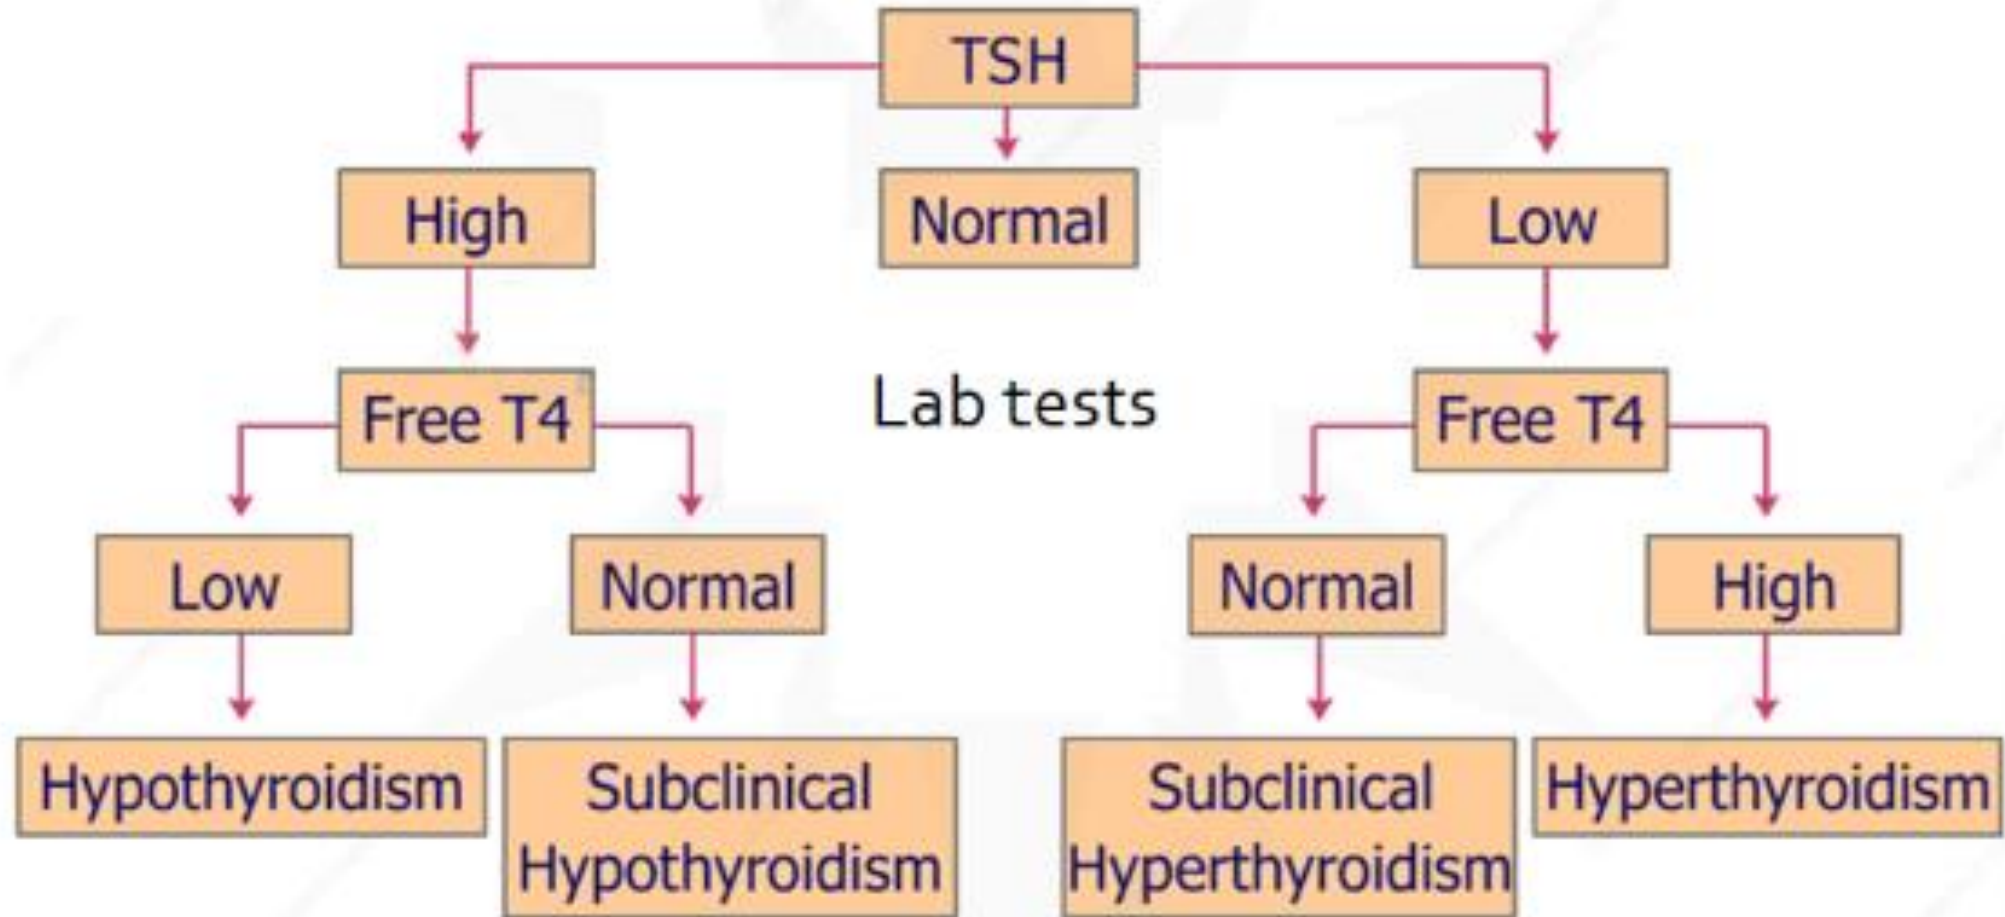 TSH
High
Normal
Low
Free T4
Lab tests
Free T4
Low
Normal
Normal
High
Hypothyroidism
Subclinical
Hypothyroidism
Subclinical
Hyperthyroidism
Hyperthyroidism